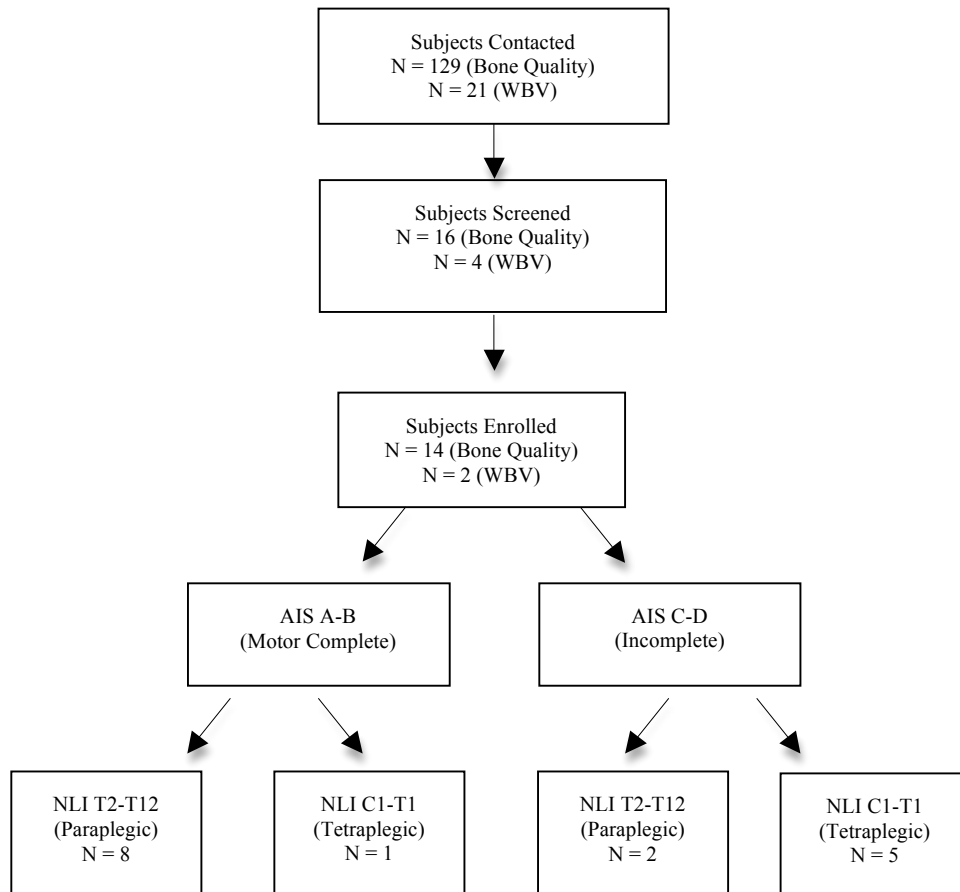 Subjects Contacted
N = 129 (Bone Quality)
N = 21 (WBV)
Subjects Screened
N = 16 (Bone Quality)
N = 4 (WBV)
Subjects Enrolled
N = 14 (Bone Quality)
N = 2 (WBV)
AIS A-B
(Motor Complete)
AIS C-D
(Incomplete)
NLI T2-T12
(Paraplegic)
N = 8
NLI C1-T1
(Tetraplegic)
N = 1
NLI T2-T12
(Paraplegic)
N = 2
NLI C1-T1
(Tetraplegic)
N = 5